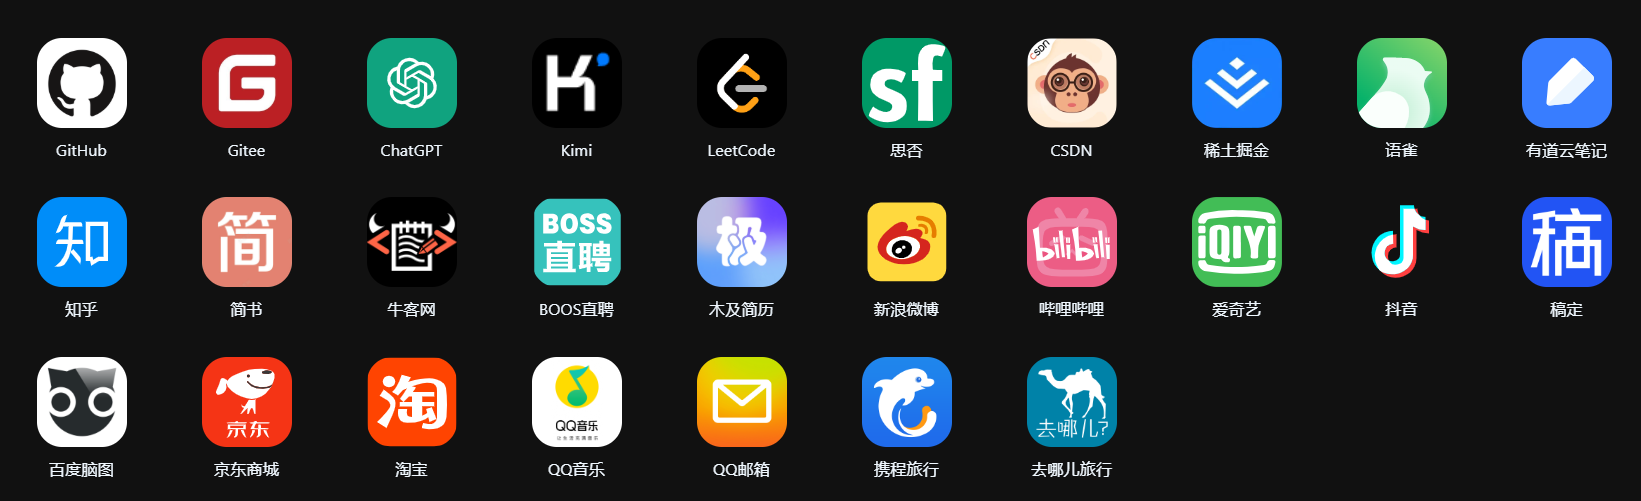 CSDN
sf
GitHub
Gitee
ChatGPT
Kimi
LeetCode
思否
CSDN
稀土掘金
语雀
有道云笔记
知
简
BOSS
直聘
极
bilibili
iQIYI
稿
知乎
简书
牛客网
BOOS直聘
木及简历
新浪微博
哔哩哔哩
爱奇艺
抖音
稿定
京东
淘
QQ音乐
去哪儿?
百度脑图
京东商城
淘宝
QQ音乐
QQ邮箱
携程旅行
去哪儿旅行